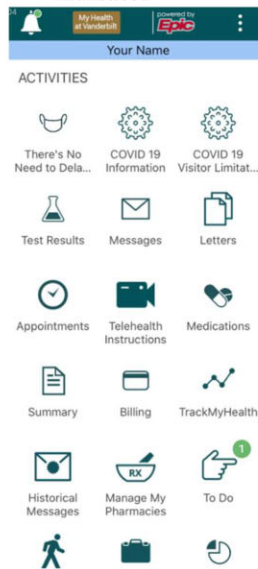 04
My Health
at Vanderbilt
powered by
Epic
Your Name
ACTIVITIES
There's No
Need to Dela...
COVID 19
Information
COVID 19
Visitor Limitat...
Test Results
Messages
Letters
Appointments
Telehealth
Instructions
Medications
Summary
Billing
TrackMyHealth
RX
1
Historical
Messages
Manage My
Pharmacies
To Do